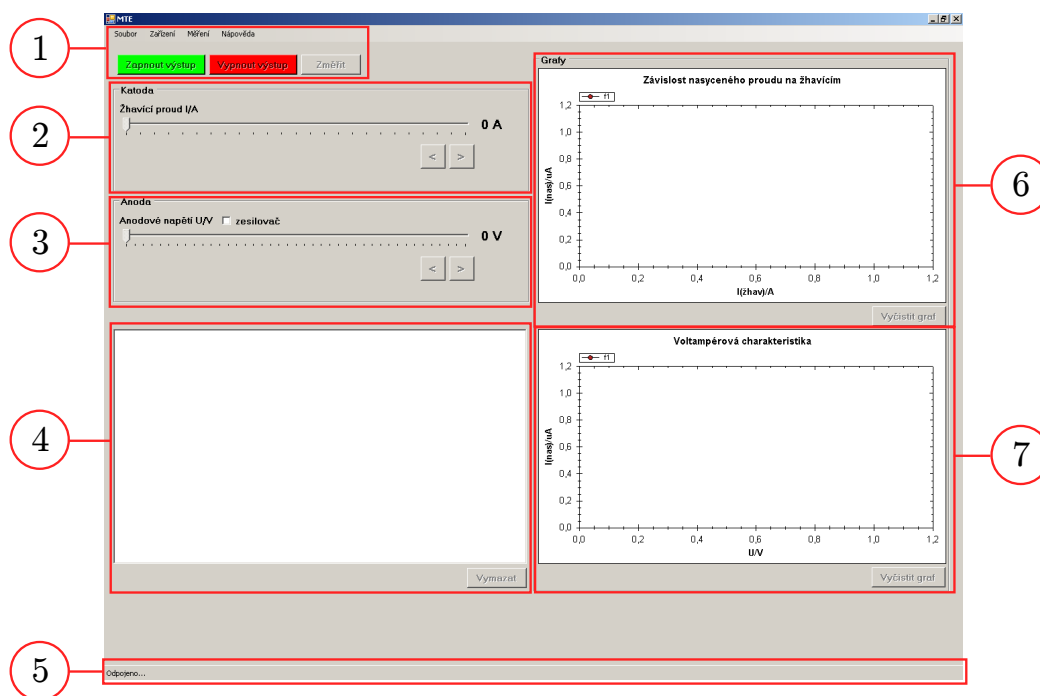 MTE
Soubor Zařízení Měření Nápověda
1
Zapnout výstup Vypnout výstup Změřit
Katoda
Žhavící proud I/A
0 A
< >
2
Anoda
Anodové napětí U/V zesilovač
0 V
< >
3
4
Vymazat
Grafy
Závislost nasyceného proudu na žhavícím
f1
1,2
1,0
0,8
0,6
0,4
0,2
0,0
I(nas)/uA
0,0 0,2 0,4 0,6 0,8 1,0 1,2
I(žhav)/A
Vyčistit graf
6
Voltampérová charakteristika
f1
1,2
1,0
0,8
0,6
0,4
0,2
0,0
I(nas)/uA
0,0 0,2 0,4 0,6 0,8 1,0 1,2
U/V
Vyčistit graf
7
5
Odpojeno...